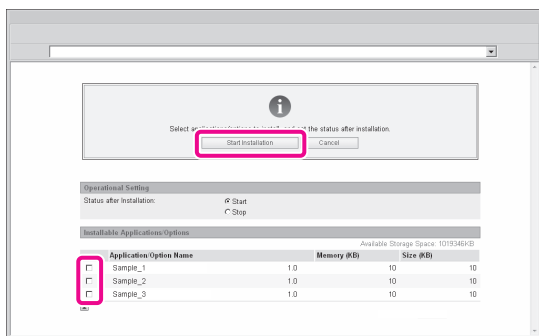 Select applications/options to install, and set the status after installation.
Start Installation Cancel
Operational Setting
Status after Installation: Start
Stop
Installable Applications/Options
Available Storage Space: 1019346KB
Application/Option Name Memory (KB) Size (KB)
Sample_1 1.0 10 10
Sample_2 1.0 10 10
Sample_3 1.0 10 10